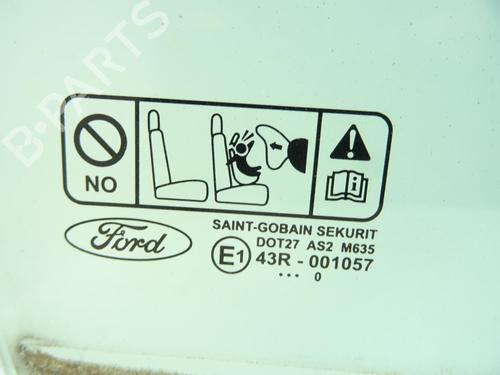 B-PARTS
NO
Ford
SAINT-GOBAIN SEKURIT
DOT27 AS2 M635
E1 43R - 001057
... 0